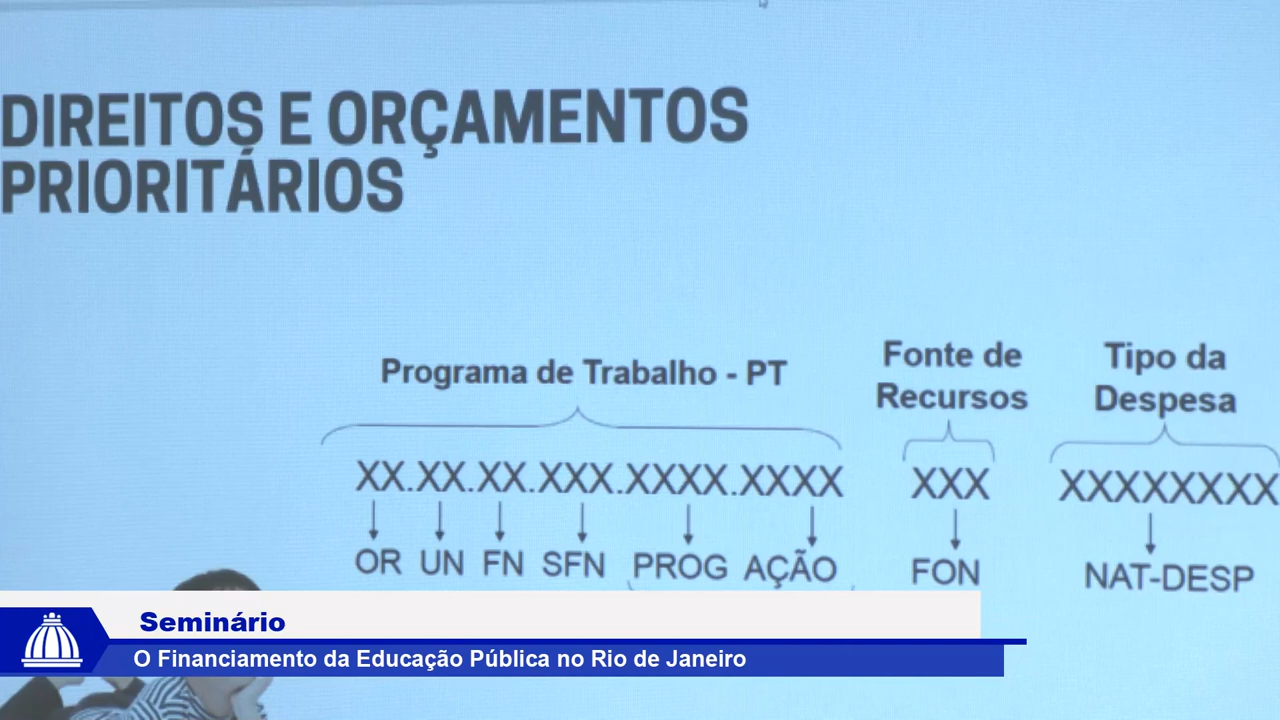 DIREITOS E ORÇAMENTOS
PRIORITÁRIOS
Programa de Trabalho - PT
Fonte de
Recursos
Tipo da
Despesa
XX.XX.XX.XXX.XXXX.XXXX
XXX
XXXXXXXX
OR UN FN SFN PROG AÇÃO
FON
NAT-DESP
Seminário
O Financiamento da Educação Pública no Rio de Janeiro